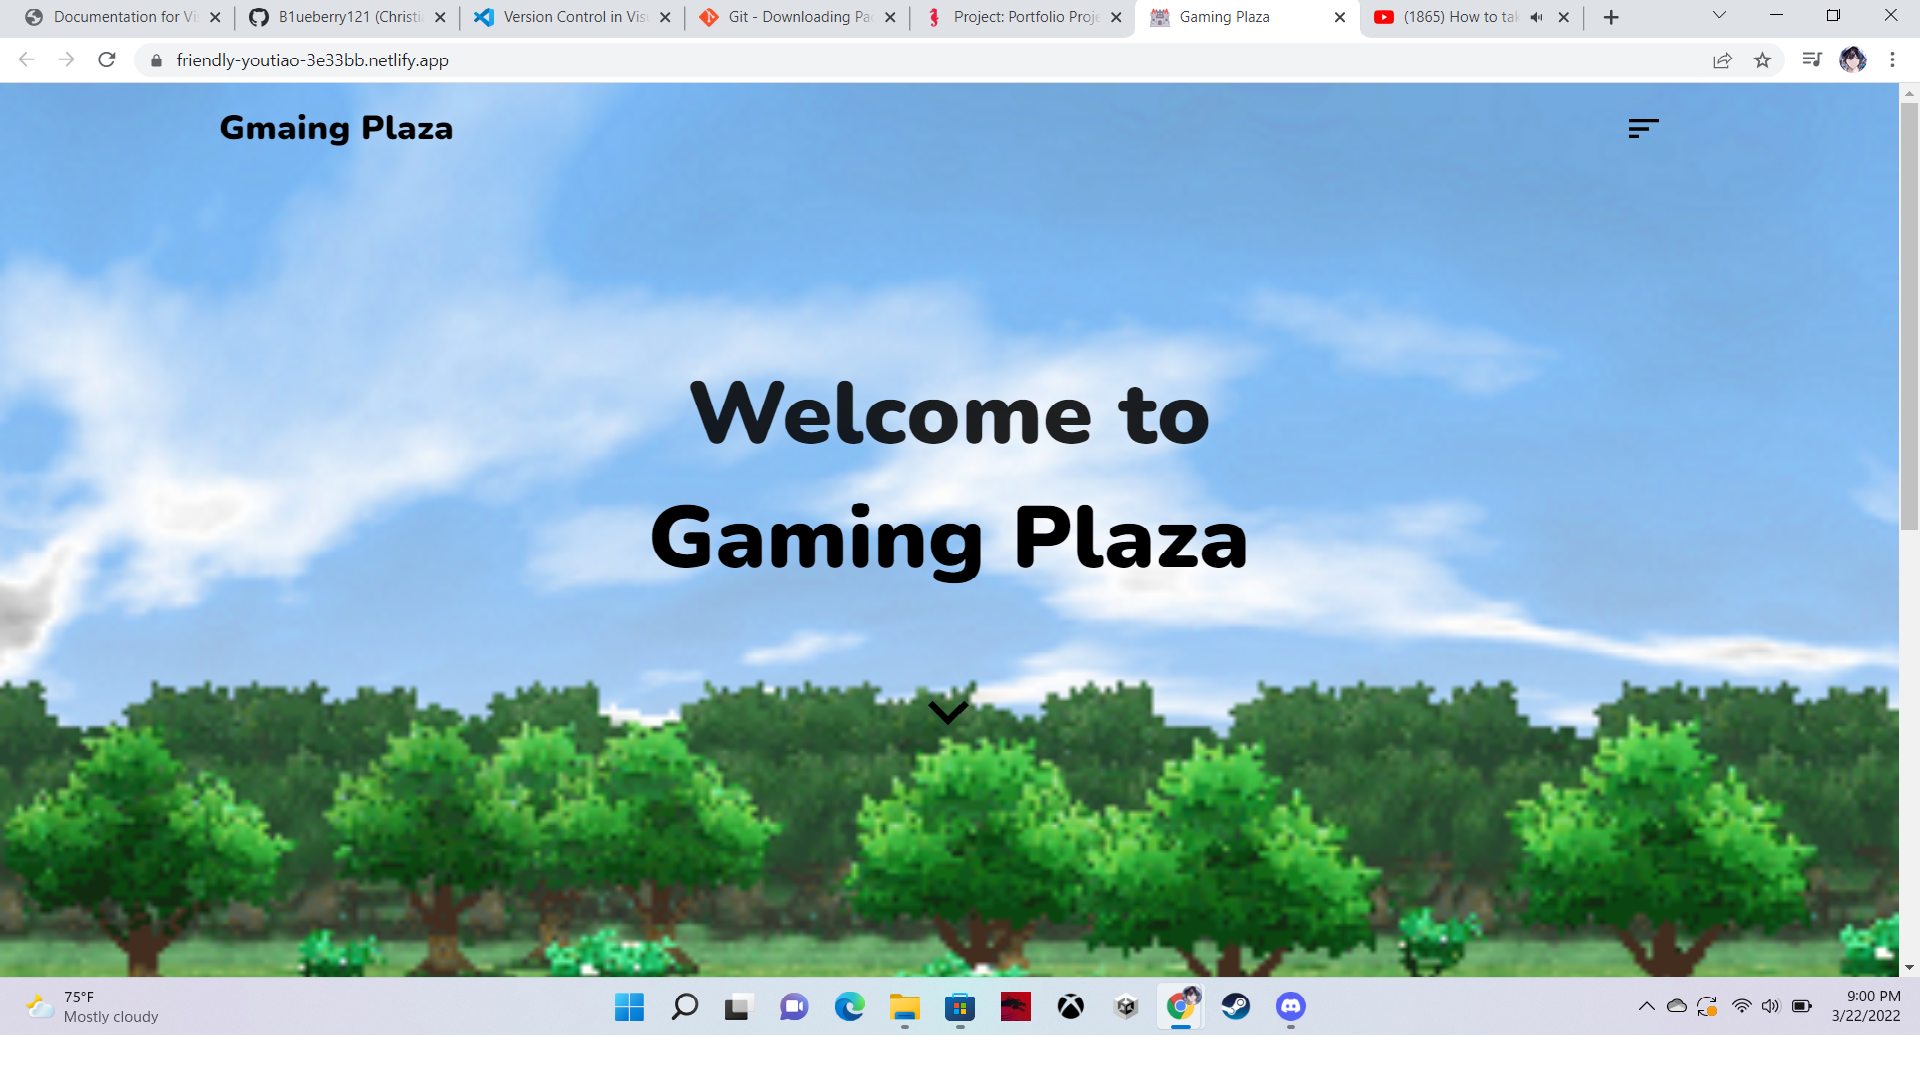 Documentation for Vi
B1ueberry121 (Christi
Version Control in Vis
Git - Downloading Pa
Project: Portfolio Proje
Gaming Plaza
(1865) How to ta
friendly-youtiao-3e33bb.netlify.app
Gmaing Plaza
Welcome to
Gaming Plaza
75°F
Mostly cloudy
9:00 PM
3/22/2022